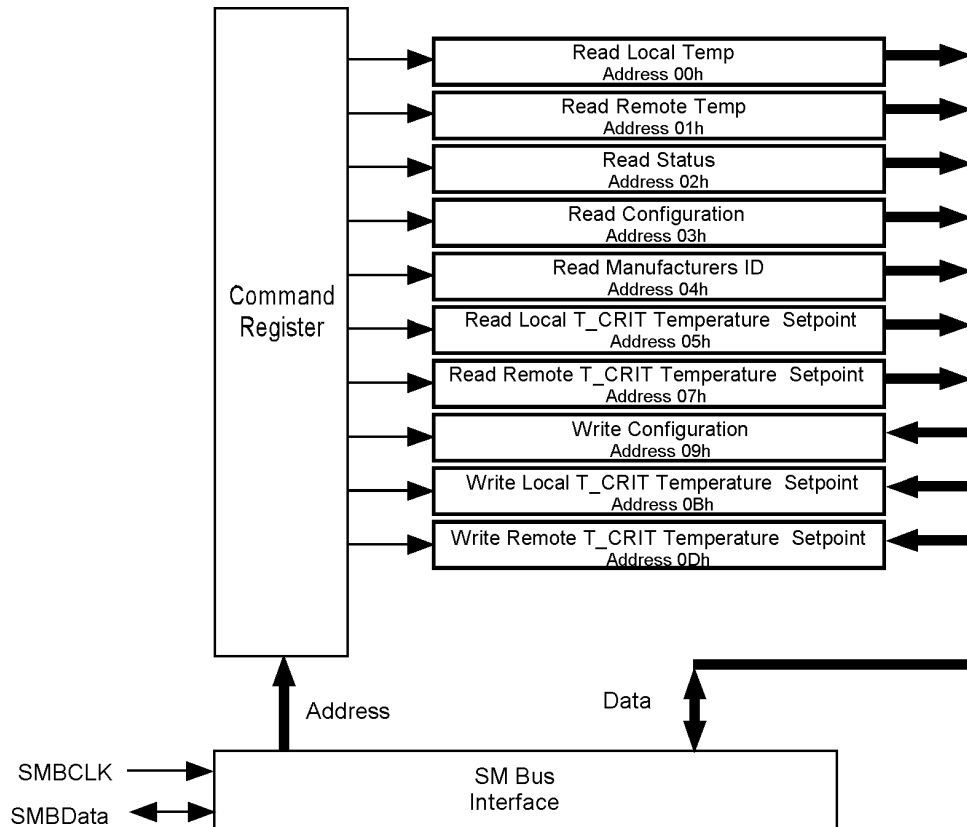 Read Local Temp
Address 00h
Read Remote Temp
Address 01h
Read Status
Address 02h
Read Configuration
Address 03h
Read Manufacturers ID
Address 04h
Command
Register
Read Local T_CRIT Temperature Setpoint
Address 05h
Read Remote T_CRIT Temperature Setpoint
Address 07h
Write Configuration
Address 09h
Write Local T_CRIT Temperature Setpoint
Address 0Bh
Write Remote T_CRIT Temperature Setpoint
Address 0Dh
Address
Data
SMBCLK
SMBData
SM Bus
Interface